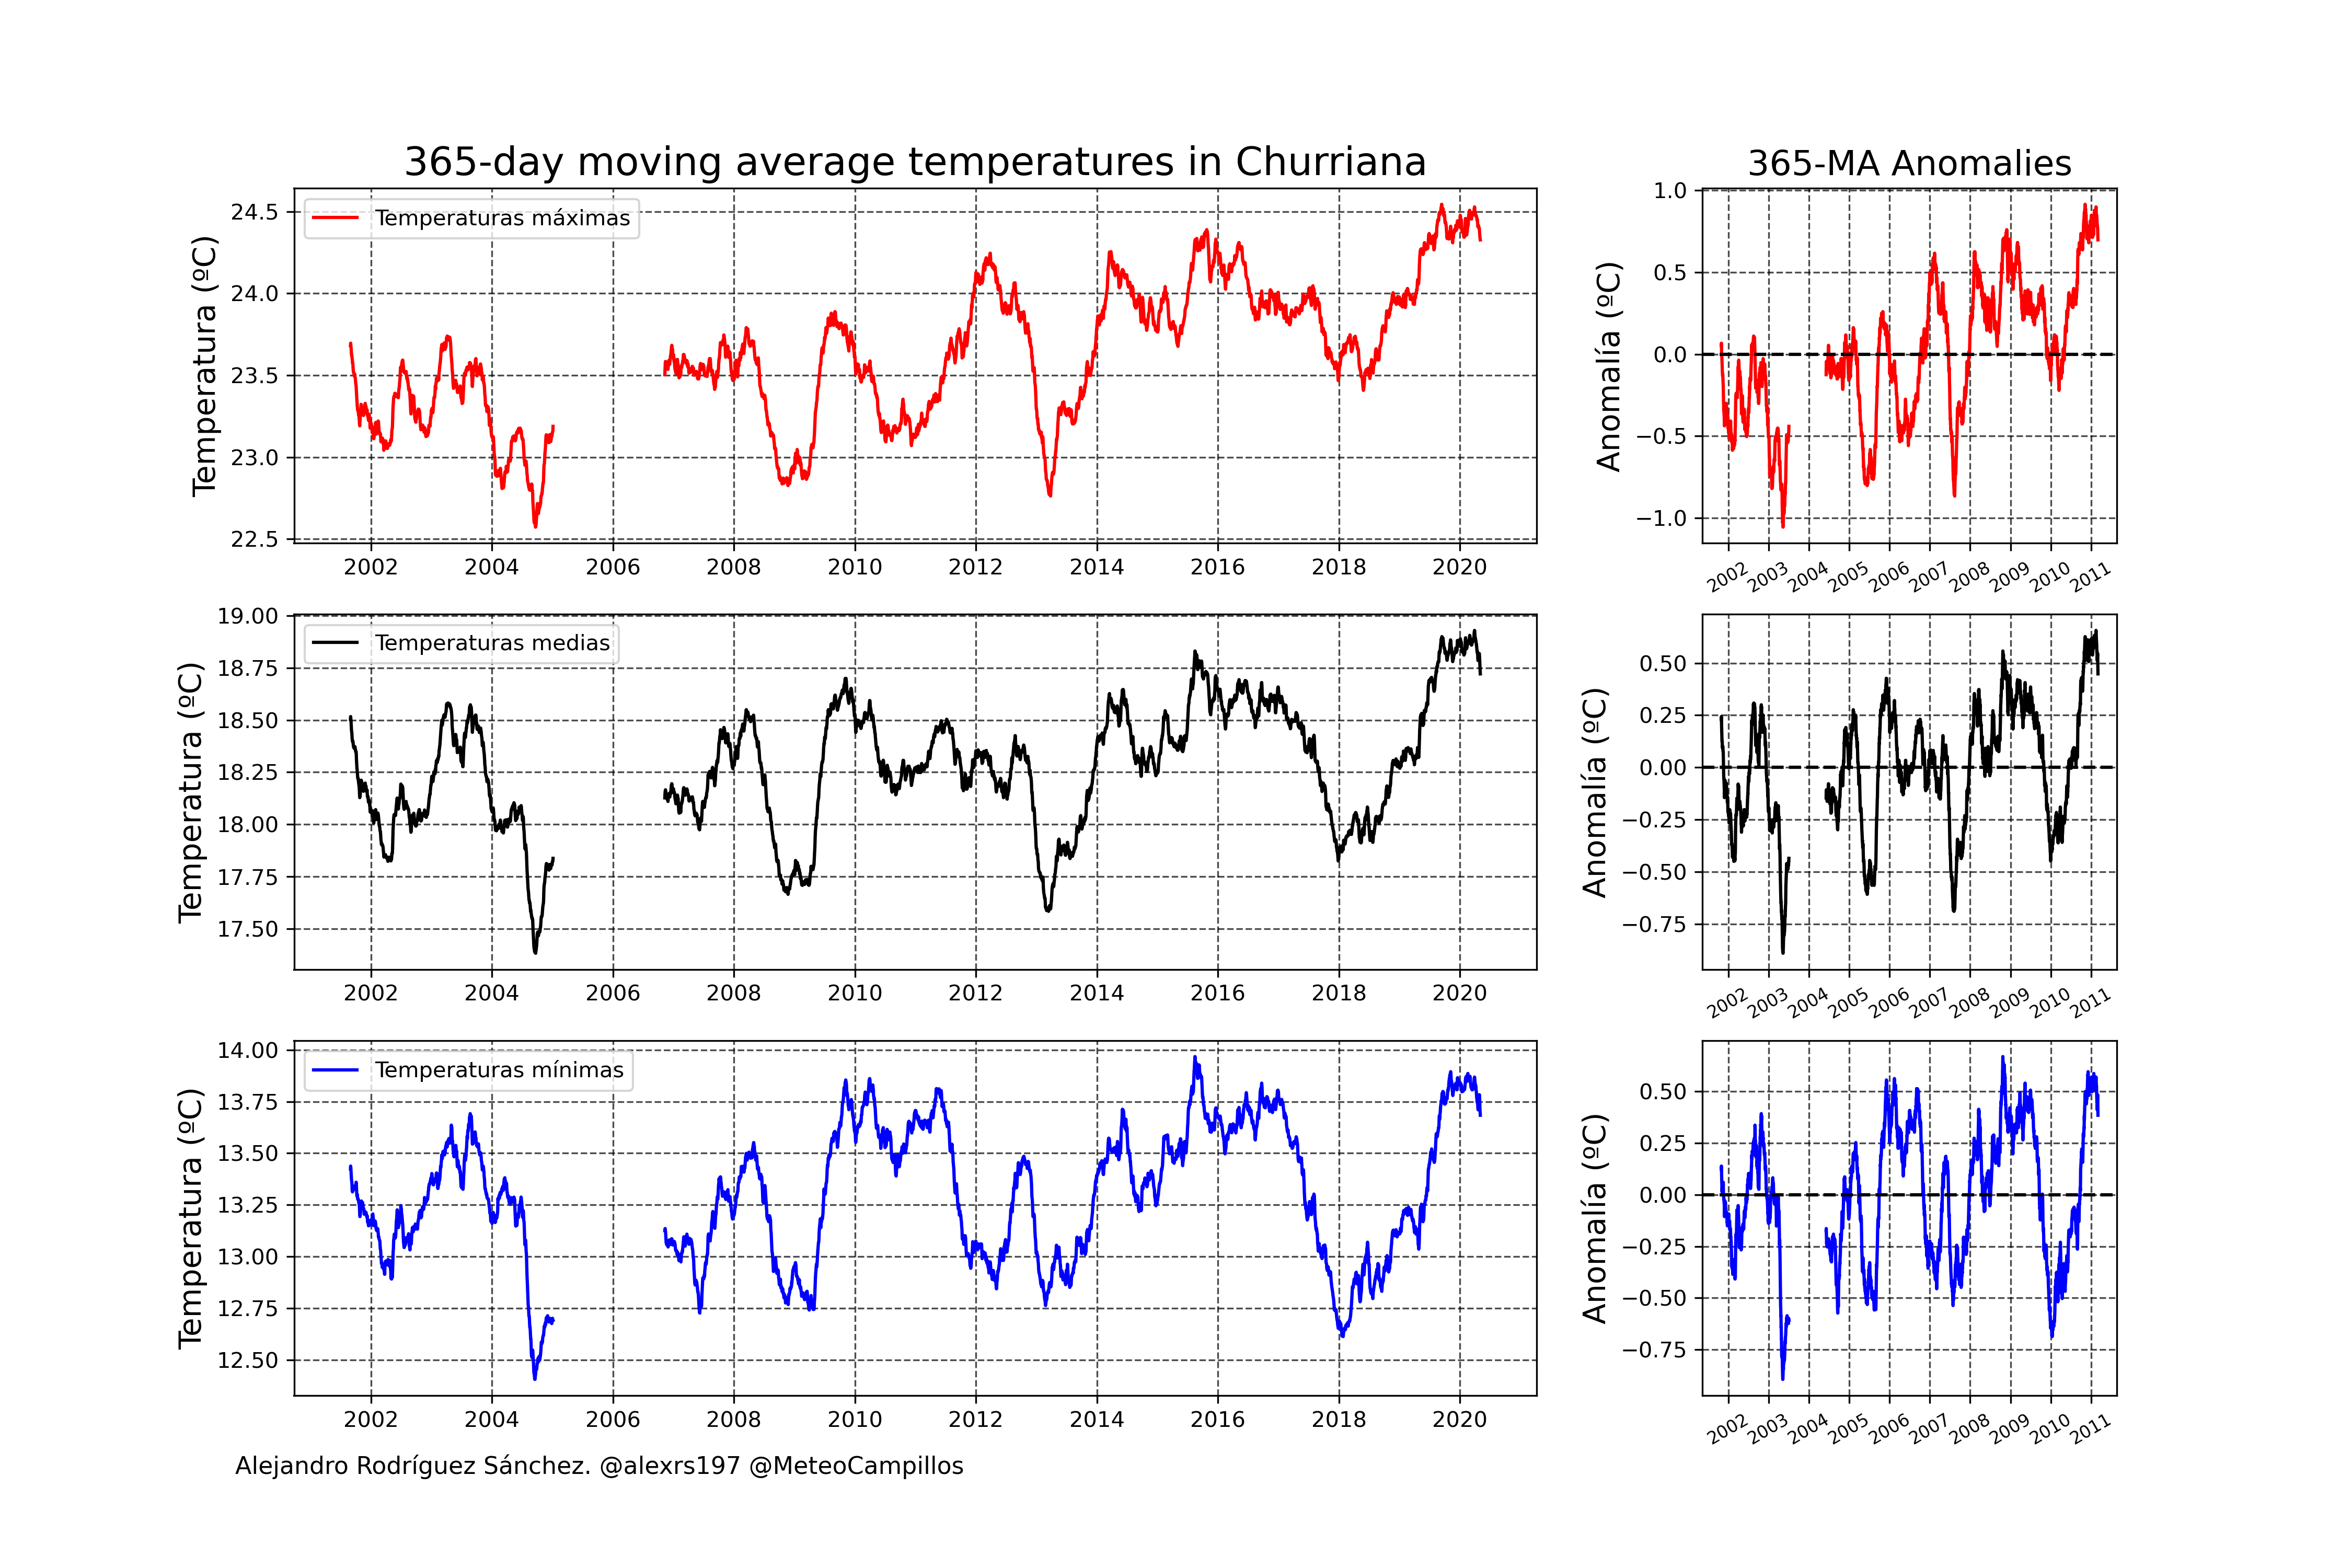 365-day moving average temperatures in Churriana
365-MA Anomalies
Temperatura (ºC)
24.5
24.0
23.5
23.0
22.5
Temperaturas máximas
2002 2004 2006 2008 2010 2012 2014 2016 2018 2020
Anomalía (ºC)
1.0
0.5
0.0
−0.5
−1.0
2002 2003 2004 2005 2006 2007 2008 2009 2010 2011
Temperatura (ºC)
19.00
18.75
18.50
18.25
18.00
17.75
17.50
Temperaturas medias
2002 2004 2006 2008 2010 2012 2014 2016 2018 2020
Anomalía (ºC)
0.50
0.25
0.00
−0.25
−0.50
−0.75
2002 2003 2004 2005 2006 2007 2008 2009 2010 2011
Temperatura (ºC)
14.00
13.75
13.50
13.25
13.00
12.75
12.50
Temperaturas mínimas
2002 2004 2006 2008 2010 2012 2014 2016 2018 2020
Anomalía (ºC)
0.50
0.25
0.00
−0.25
−0.50
−0.75
2002 2003 2004 2005 2006 2007 2008 2009 2010 2011
Alejandro Rodríguez Sánchez. @alexrs197 @MeteoCampillos